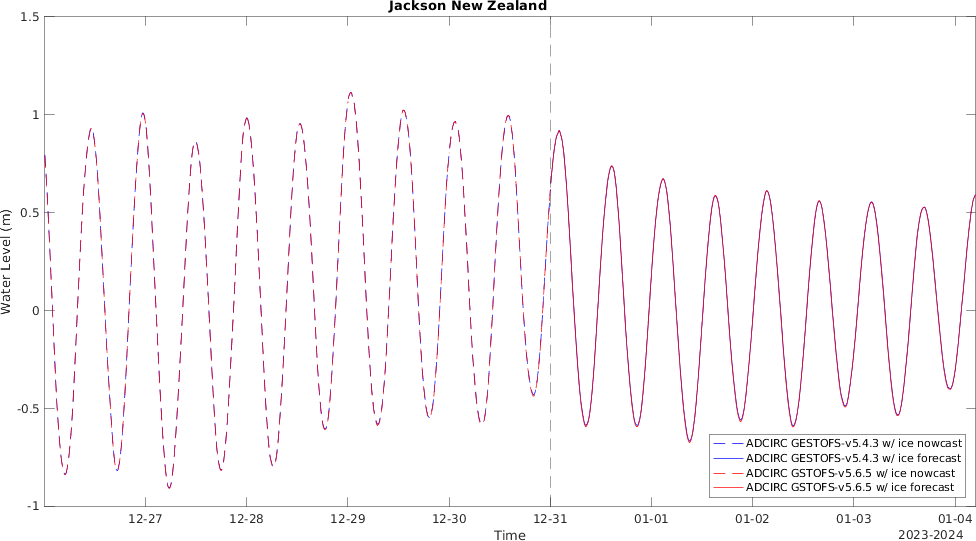 Jackson New Zealand
1.5
1
0.5
0
-0.5
-1
Water Level (m)
12-27
12-28
12-29
12-30
12-31
01-01
01-02
01-03
01-04
Time
2023-2024
ADCIRC GESTOFS-v5.4.3 w/ ice nowcast
ADCIRC GESTOFS-v5.4.3 w/ ice forecast
ADCIRC GSTOFS-v5.6.5 w/ ice nowcast
ADCIRC GSTOFS-v5.6.5 w/ ice forecast